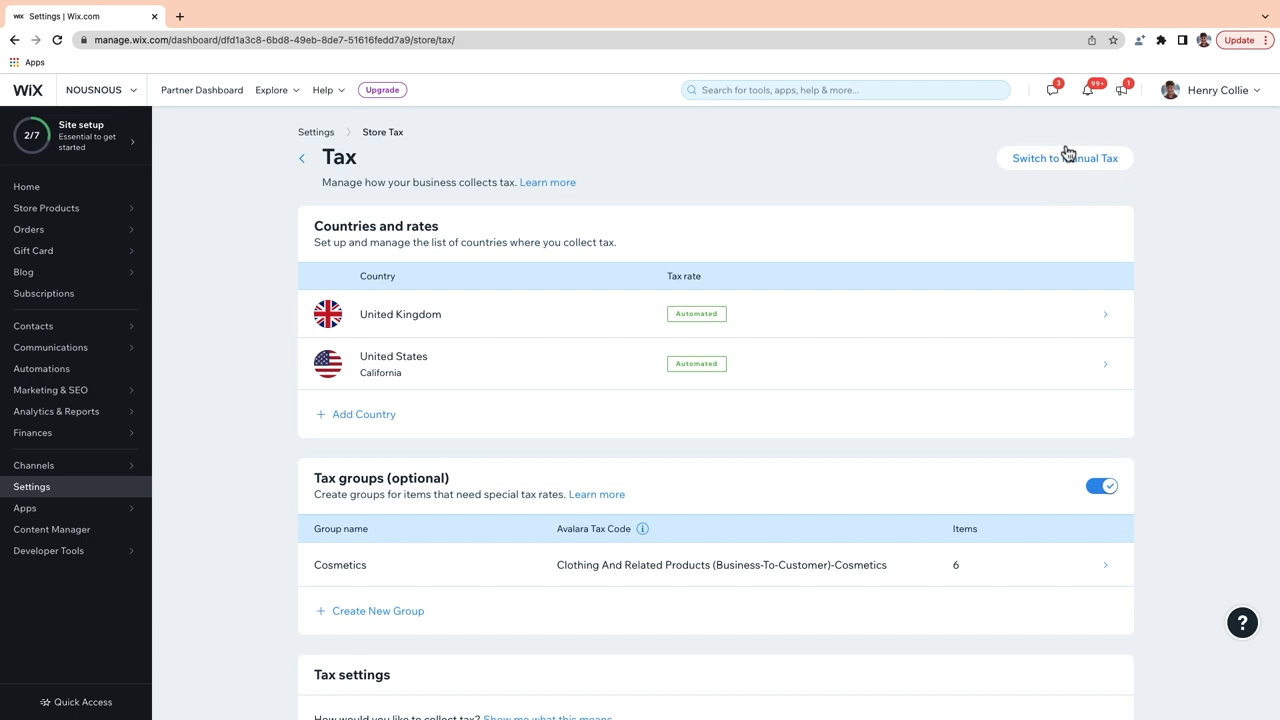 WiX Settings | Wix.com
manage.wix.com/dashboard/dfd1a3c8-6bd8-49eb-8de7-51616fedd7a9/store/tax/
Update
Apps
WiX
NOUSNOUS
Partner Dashboard
Explore
Help
Upgrade
Search for tools, apps, help & more...
3
99+
1
Henry Collie
2/7
Site setup
Essential to get
started
Home
Store Products
Orders
Gift Card
Blog
Subscriptions
Contacts
Communications
Automations
Marketing & SEO
Analytics & Reports
Finances
Channels
Settings
Apps
Content Manager
Developer Tools
Quick Access
Settings
Store Tax
Tax
Manage how your business collects tax. Learn more
Switch to Manual Tax
Countries and rates
Set up and manage the list of countries where you collect tax.
Country
Tax rate
United Kingdom
Automated
United States
California
Automated
+ Add Country
Tax groups (optional)
Create groups for items that need special tax rates. Learn more
Group name
Avalara Tax Code
Items
Cosmetics
Clothing And Related Products (Business-To-Customer)-Cosmetics
6
+ Create New Group
?
Tax settings
How would you like to collect tax? Show me what this means